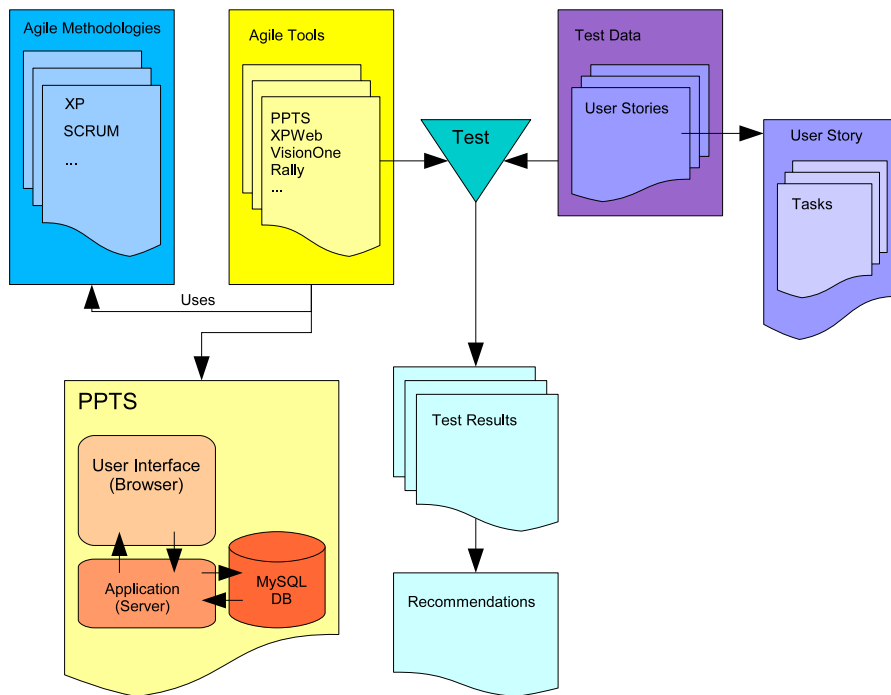 Agile Methodologies
XP
SCRUM
...
Agile Tools
PPTS
XPWeb
VisionOne
Rally
...
Test
Test Data
User Stories
User Story
Tasks
Uses
PPTS
User Interface
(Browser)
Application
(Server)
MySQL
DB
Test Results
Recommendations